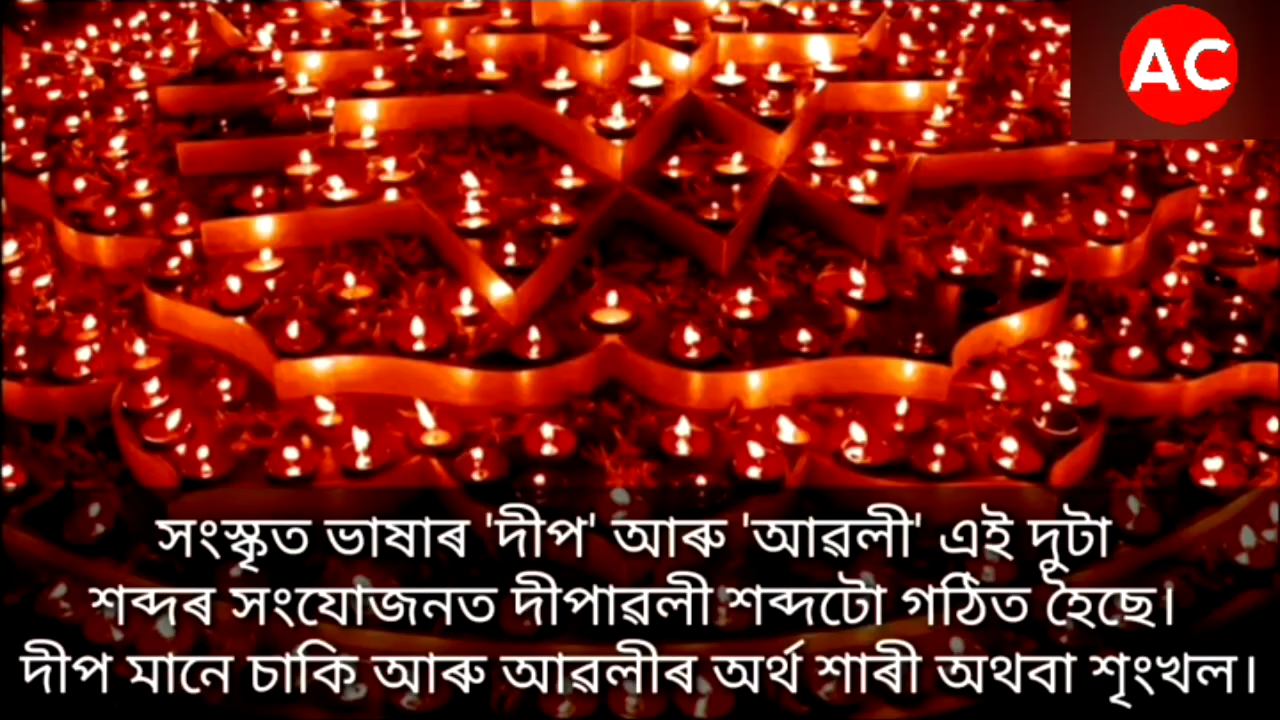 AC
সংস্কৃত ভাষাৰ 'দীপ' আৰু 'আৱলী' এই দুটা
শব্দৰ সংযোজনত দীপাৱলী শব্দটো গঠিত হৈছে।
দীপ মানে চাকি আৰু আৱলীৰ অৰ্থ শাৰী অথবা শৃংখল।